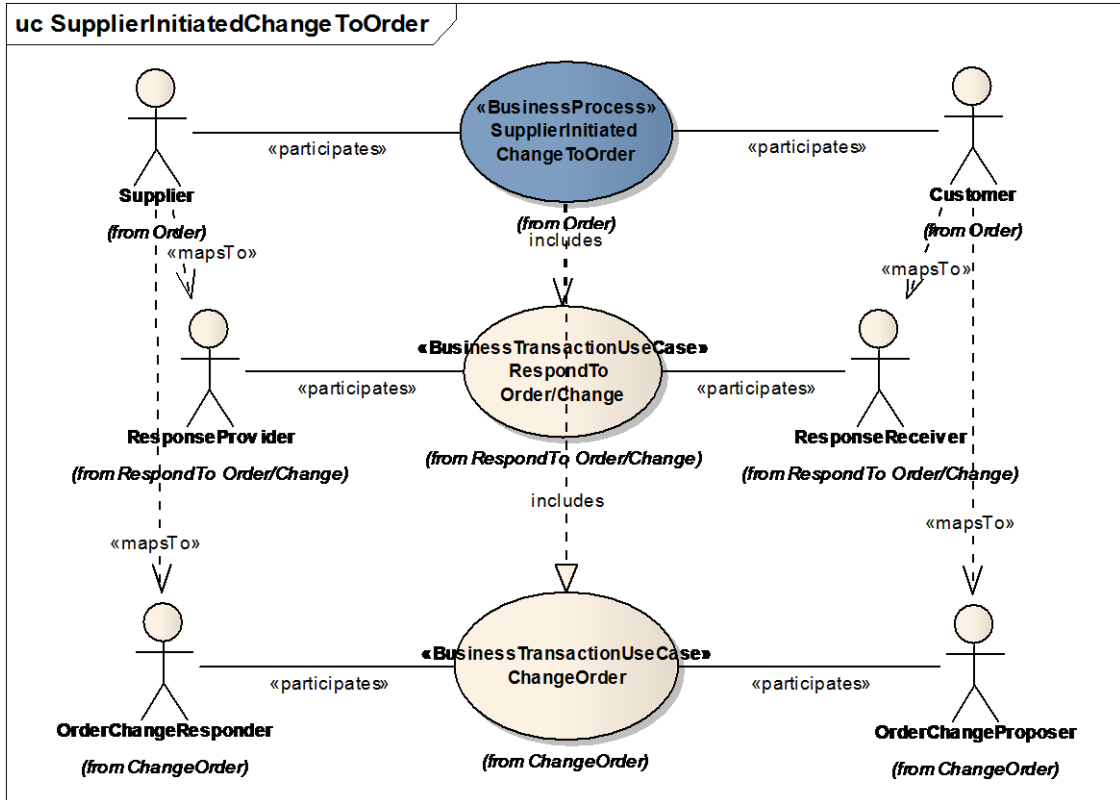 uc SupplierInitiatedChangeToOrder
«BusinessProcess»
SupplierInitiated
ChangeToOrder
«participates»
«participates»
Supplier
(from Order)
(from Order)
Customer
(from Order)
includes
«mapsTo»
«mapsTo»
«BusinessTransactionUseCase»
RespondTo
Order/Change
«participates»
«participates»
ResponseProvider
(from RespondTo Order/Change)
(from RespondTo Order/Change)
ResponseReceiver
(from RespondTo Order/Change)
includes
«mapsTo»
«mapsTo»
«BusinessTransactionUseCase»
ChangeOrder
«participates»
«participates»
OrderChangeResponder
(from ChangeOrder)
(from ChangeOrder)
OrderChangeProposer
(from ChangeOrder)